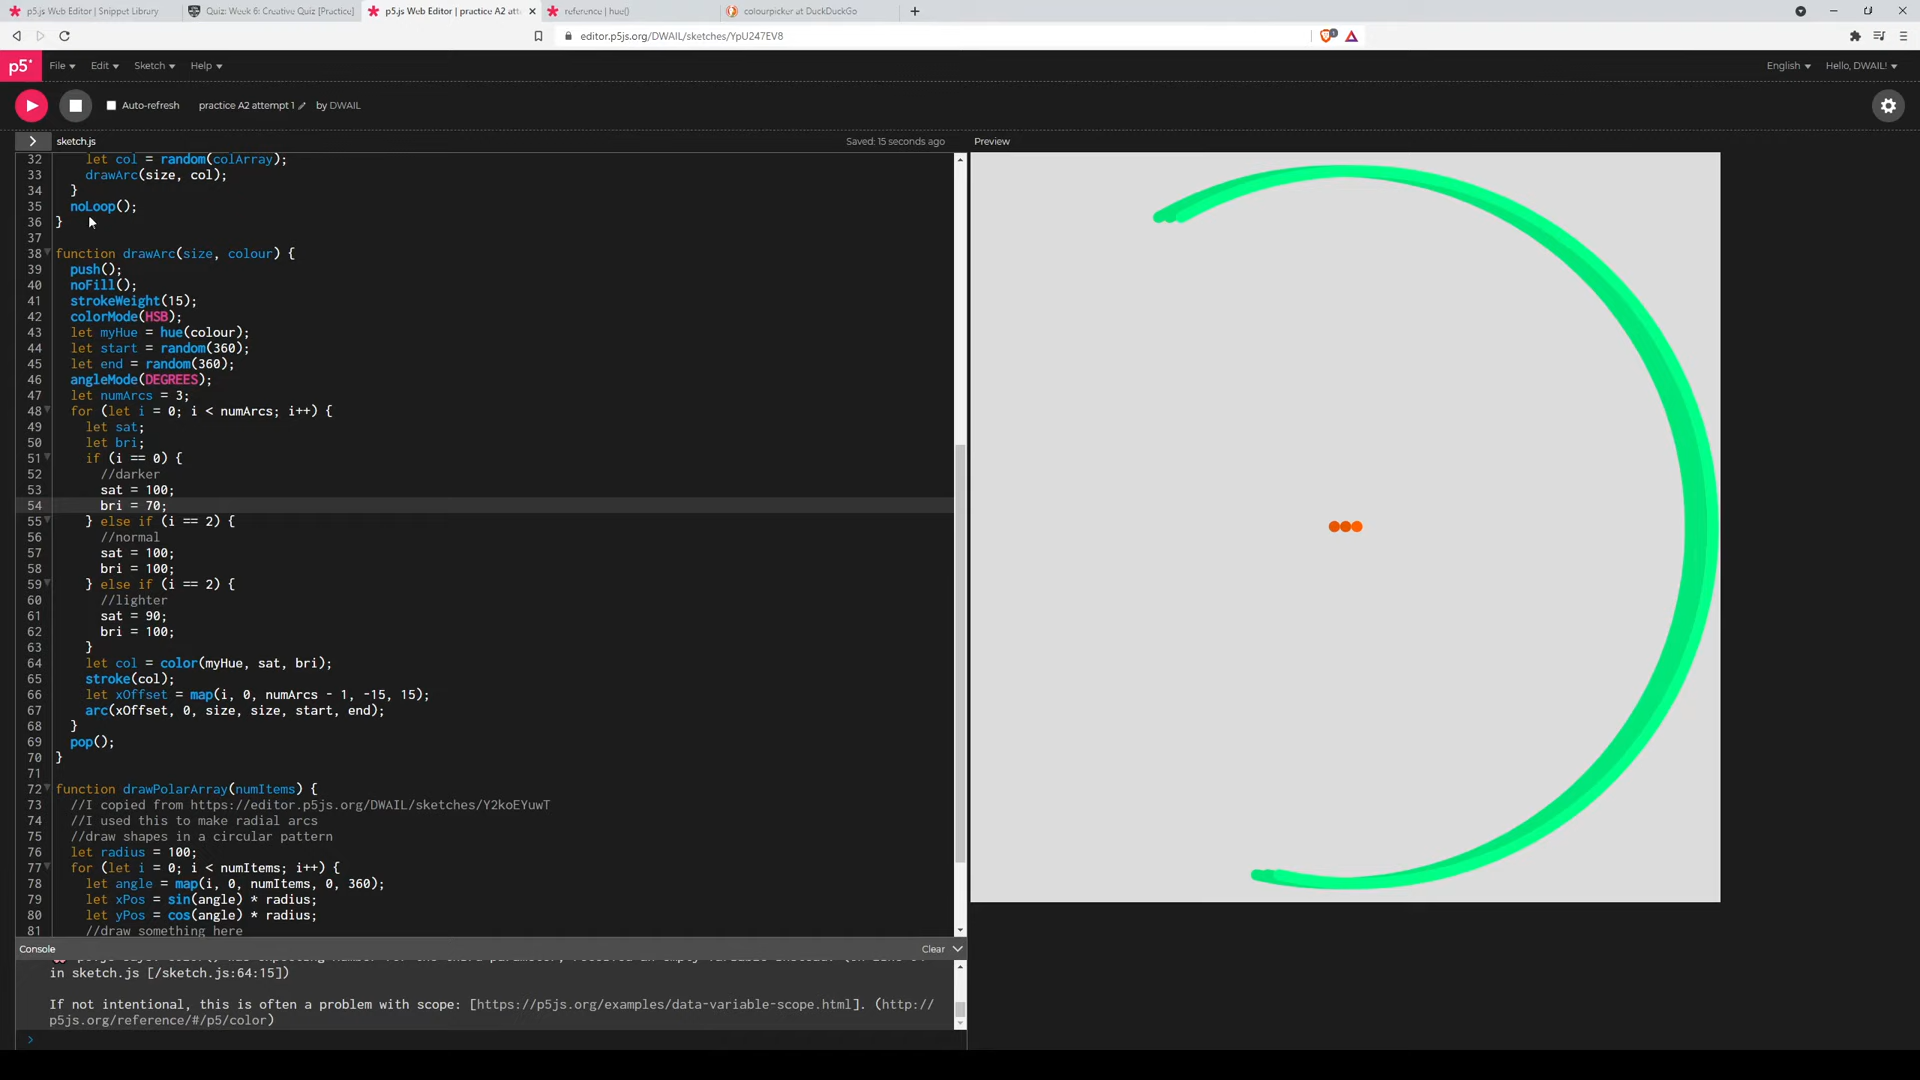 p5.js Web Editor | Snippet Library
Quiz: Week 6: Creative Quiz [Practice]
p5.js Web Editor | practice A2 att
reference | hue()
colourpicker at DuckDuckGo
editor.p5js.org/DWAIL/sketches/YpU247EV8
p5*
File
Edit
Sketch
Help
English
Hello, DWAIL!
Auto-refresh
practice A2 attempt 1
by DWAIL
sketch.js
Saved: 15 seconds ago
Preview
32 let col = random(colArray);
33 drawArc(size, col);
34 }
35 noLoop();
36 }
37
38 function drawArc(size, colour) {
39 push();
40 noFill();
41 strokeWeight(15);
42 colorMode(HSB);
43 let myHue = hue(colour);
44 let start = random(360);
45 let end = random(360);
46 angleMode(DEGREES);
47 let numArcs = 3;
48 for (let i = 0; i < numArcs; i++) {
49 let sat;
50 let bri;
51 if (i == 0) {
52 //darker
53 sat = 100;
54 bri = 70;
55 } else if (i == 2) {
56 //normal
57 sat = 100;
58 bri = 100;
59 } else if (i == 2) {
60 //lighter
61 sat = 90;
62 bri = 100;
63 }
64 let col = color(myHue, sat, bri);
65 stroke(col);
66 let xOffset = map(i, 0, numArcs - 1, -15, 15);
67 arc(xOffset, 0, size, size, start, end);
68 }
69 pop();
70 }
71
72 function drawPolarArray(numItems) {
73 //I copied from https://editor.p5js.org/DWAIL/sketches/Y2koEYuwT
74 //I used this to make radial arcs
75 //draw shapes in a circular pattern
76 let radius = 100;
77 for (let i = 0; i < numItems; i++) {
78 let angle = map(i, 0, numItems, 0, 360);
79 let xPos = sin(angle) * radius;
80 let yPos = cos(angle) * radius;
81 //draw something here
Console
Clear
in sketch.js [/sketch.js:64:15])
If not intentional, this is often a problem with scope: [https://p5js.org/examples/data-variable-scope.html]. (http://
p5js.org/reference/#/p5/color)
>